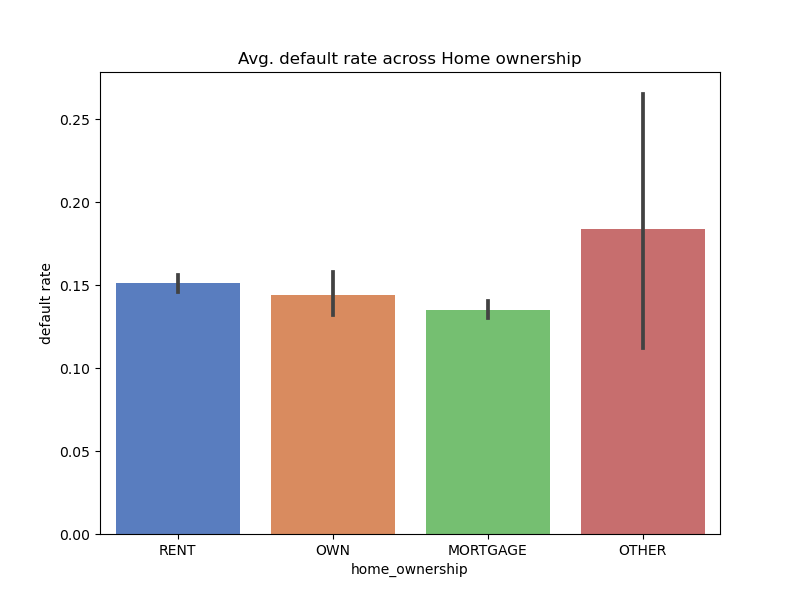 Avg. default rate across Home ownership
default rate
0.25
0.20
0.15
0.10
0.05
0.00
RENT OWN MORTGAGE OTHER
home_ownership